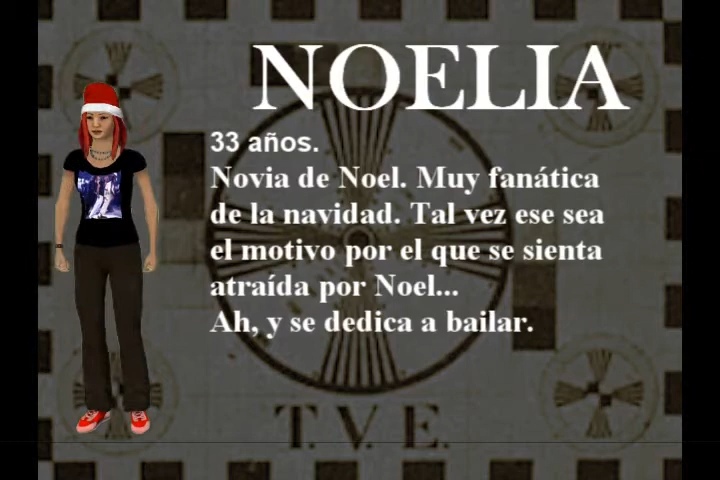 NOELIA
33 años.
Novia de Noel. Muy fanática
de la navidad. Tal vez ese sea
el motivo por el que se sienta
atraída por Noel...
Ah, y se dedica a bailar.
T.V.E.